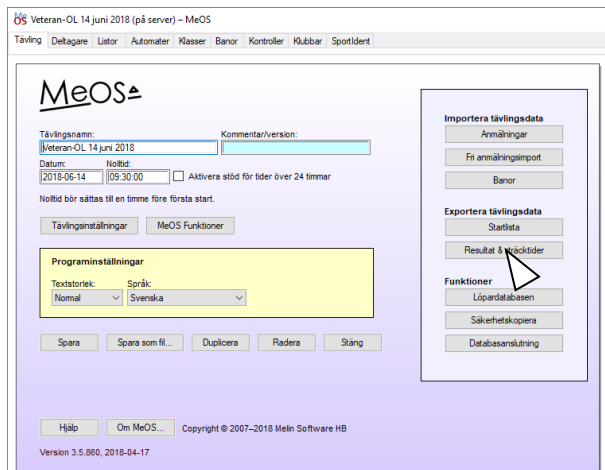 MeOS Veteran-OL 14 juni 2018 (på server) – MeOS
Tävling Deltagare Listor Automater Klasser Banor Kontroller Klubbar SportIdent
MeOS
Tävlingsnamn: Kommentar/version:
Veteran-OL 14 juni 2018
Datum: Nolltid:
2018-06-14 09:30:00 Aktivera stöd för tider över 24 timmar
Nolltid bör sättas till en timme före första start.
Tävlingsinställningar MeOS Funktioner
Programinställningar
Textstorlek: Språk:
Normal Svenska
Spara Spara som fil... Duplicera Radera Stäng
Hjälp Om MeOS... Copyright © 2007–2018 Melin Software HB
Version 3.5.860, 2018-04-17
Importera tävlingsdata
Anmälningar
Fri anmälningsimport
Banor
Exportera tävlingsdata
Startlista
Resultat & sträcktider
Funktioner
Löpardatabasen
Säkerhetskopiera
Databasanslutning